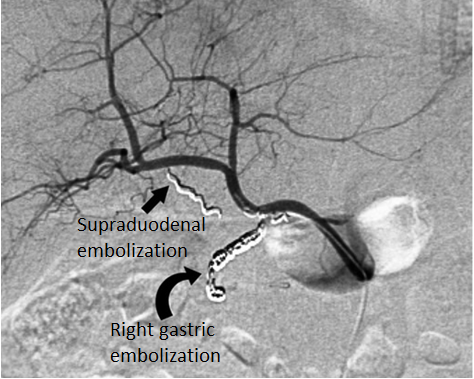 Supraduodenal
embolization
Right gastric
embolization